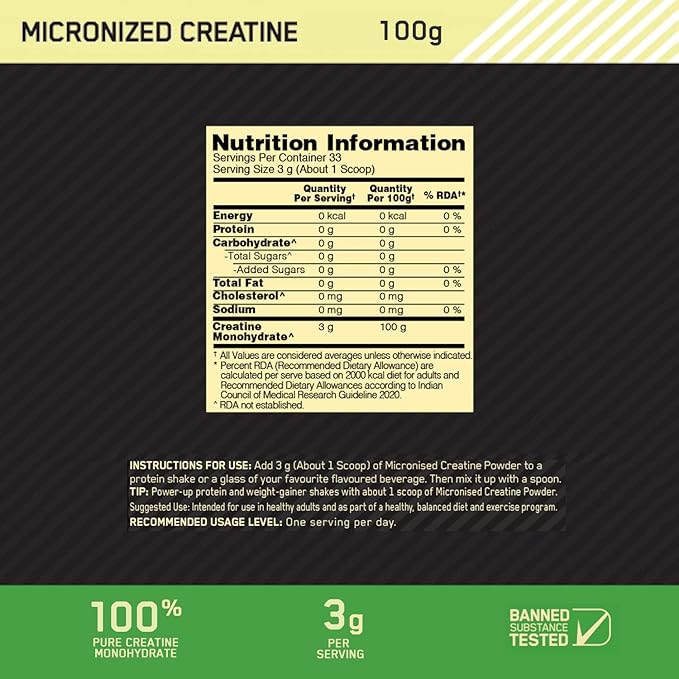 MICRONIZED CREATINE 100g
Nutrition Information
Servings Per Container 33
Serving Size 3 g (About 1 Scoop)
Quantity Per Serving† Quantity Per 100g† % RDA†*
Energy 0 kcal 0 kcal 0 %
Protein 0 g 0 g 0 %
Carbohydrate^ 0 g 0 g
-Total Sugars^ 0 g 0 g
-Added Sugars 0 g 0 g 0 %
Total Fat 0 g 0 g 0 %
Cholesterol^ 0 mg 0 mg
Sodium 0 mg 0 mg 0 %
Creatine Monohydrate^ 3 g 100 g
† All Values are considered averages unless otherwise indicated.
* Percent RDA (Recommended Dietary Allowance) are
calculated per serve based on 2000 kcal diet for adults and
Recommended Dietary Allowances according to Indian
Council of Medical Research Guideline 2020.
^ RDA not established.
INSTRUCTIONS FOR USE: Add 3 g (About 1 Scoop) of Micronised Creatine Powder to a
protein shake or a glass of your favourite flavoured beverage. Then mix it up with a spoon.
TIP: Power-up protein and weight-gainer shakes with about 1 scoop of Micronised Creatine Powder.
Suggested Use: Intended for use in healthy adults and as part of a healthy, balanced diet and exercise program.
RECOMMENDED USAGE LEVEL: One serving per day.
100%
PURE CREATINE
MONOHYDRATE
3g
PER
SERVING
BANNED
SUBSTANCE
TESTED